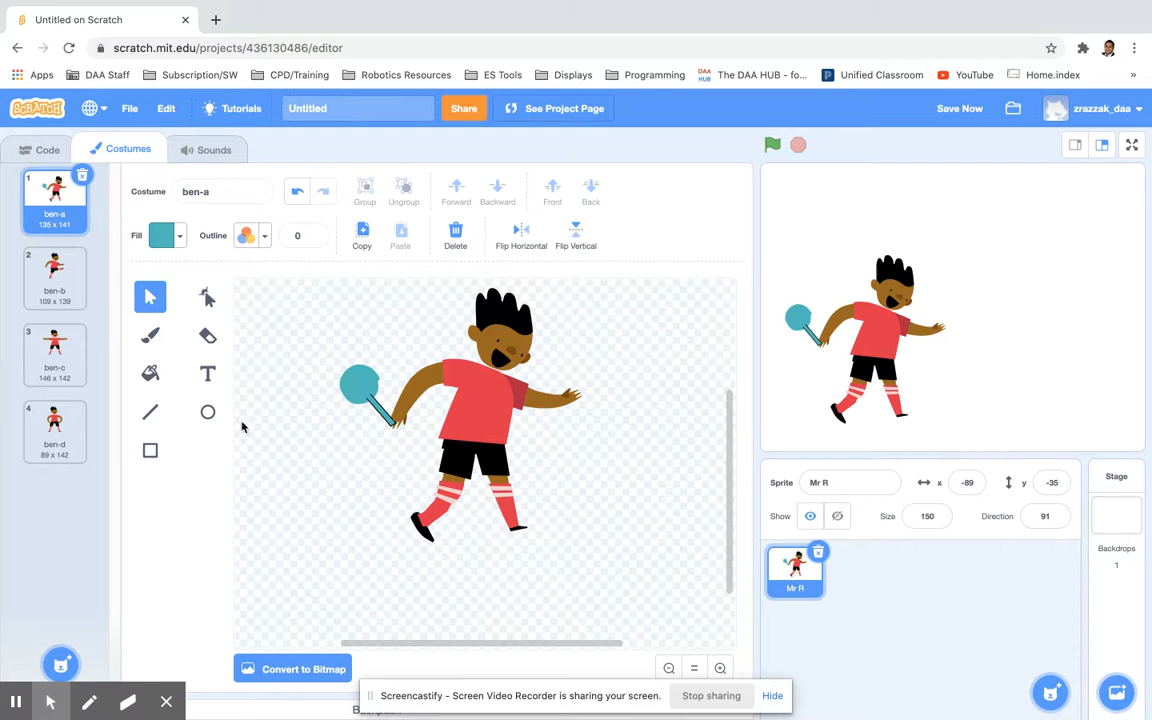 Untitled on Scratch
scratch.mit.edu/projects/436130486/editor
Apps DAA Staff Subscription/SW CPD/Training Robotics Resources ES Tools Displays Programming DAA HUB The DAA HUB - fo... Unified Classroom YouTube Home.index »
SCRATCH File Edit Tutorials Untitled Share See Project Page Save Now zrazzak_daa
Code Costumes Sounds
1
ben-a
135 x 141
2
ben-b
109 x 139
3
ben-c
146 x 142
4
ben-d
89 x 142
Costume ben-a Group Ungroup Forward Backward Front Back
Fill Outline 0 Copy Paste Delete Flip Horizontal Flip Vertical
T
Convert to Bitmap
Sprite Mr R x -89 y -35
Show Size 150 Direction 91
Mr R
Stage
Backdrops
1
Screencastify - Screen Video Recorder is sharing your screen. Stop sharing Hide